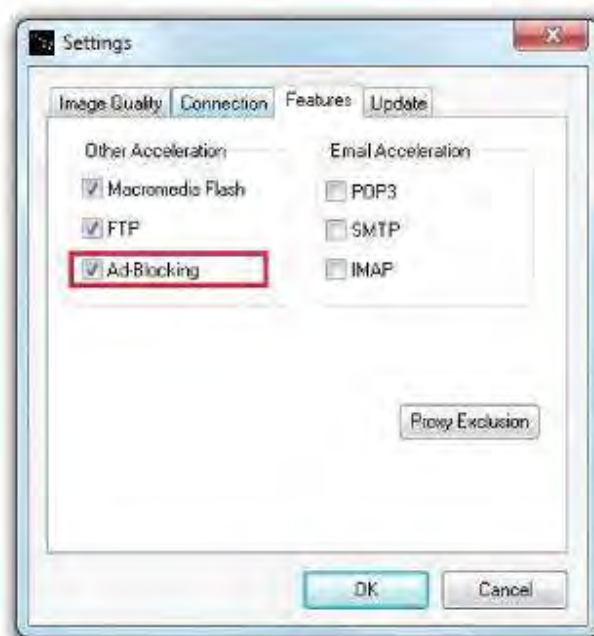 Settings
Image Quality Connection Features Update
Other Acceleration
Macromedia Flash
FTP
Ad-Blocking
Email Acceleration
POP3
SMTP
IMAP
Proxy Exclusion
OK Cancel